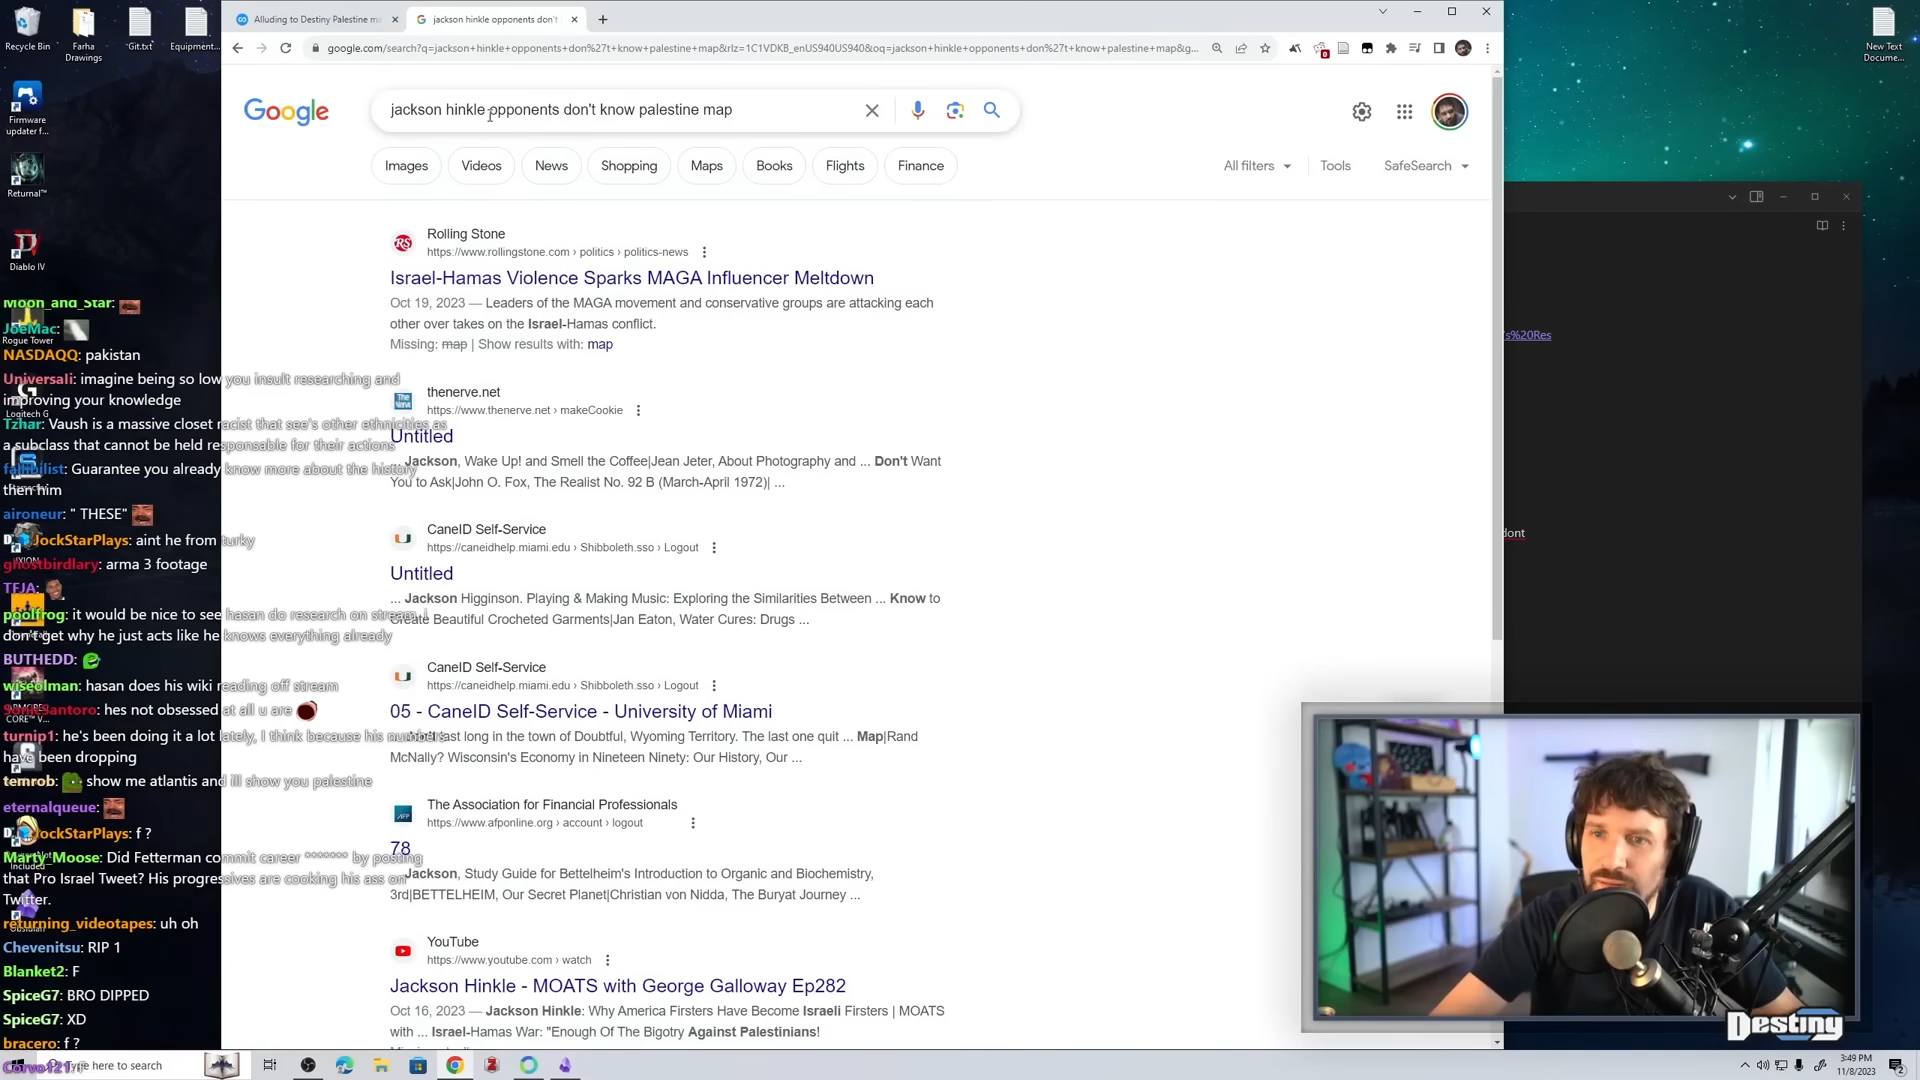 Recycle Bin
Farha
Drawings
Git.txt
Equipment...
Firmware
updater f...
Returnal™
Diablo IV
Rogue Tower
Logitech G
New Text
Docume...
Alluding to Destiny Palestine ma
jackson hinkle opponents don't
google.com/search?q=jackson+hinkle+opponents+don%27t+know+palestine+map&rlz=1C1VDKB_enUS940US940&oq=jackson+hinkle+opponents+don%27t+know+palestine+map&g...
Google
jackson hinkle opponents don't know palestine map
Images
Videos
News
Shopping
Maps
Books
Flights
Finance
All filters
Tools
SafeSearch
Rolling Stone
https://www.rollingstone.com › politics › politics-news
Israel-Hamas Violence Sparks MAGA Influencer Meltdown
Oct 19, 2023 — Leaders of the MAGA movement and conservative groups are attacking each
other over takes on the Israel-Hamas conflict.
Missing: map | Show results with: map
thenerve.net
https://www.thenerve.net › makeCookie
Untitled
... Jackson, Wake Up! and Smell the Coffee|Jean Jeter, About Photography and ... Don't Want
You to Ask|John O. Fox, The Realist No. 92 B (March-April 1972)| ...
CaneID Self-Service
https://caneidhelp.miami.edu › Shibboleth.sso › Logout
Untitled
... Jackson Higginson. Playing & Making Music: Exploring the Similarities Between ... Know to
Create Beautiful Crocheted Garments|Jan Eaton, Water Cures: Drugs ...
CaneID Self-Service
https://caneidhelp.miami.edu › Shibboleth.sso › Logout
05 - CaneID Self-Service - University of Miami
last long in the town of Doubtful, Wyoming Territory. The last one quit ... Map|Rand
McNally? Wisconsin's Economy in Nineteen Ninety: Our History, Our ...
The Association for Financial Professionals
https://www.afponline.org › account › logout
78
Jackson, Study Guide for Bettelheim's Introduction to Organic and Biochemistry,
3rd|BETTELHEIM, Our Secret Planet|Christian von Nidda, The Buryat Journey ...
YouTube
https://www.youtube.com › watch
Jackson Hinkle - MOATS with George Galloway Ep282
Oct 16, 2023 — Jackson Hinkle: Why America Firsters Have Become Israeli Firsters | MOATS
with ... Israel-Hamas War: "Enough Of The Bigotry Against Palestinians!
Moon_and_Star:
JoeMac:
NASDAQQ: pakistan
Universali: imagine being so low you insult researching and
improving your knowledge
Tzhar: Vaush is a massive closet racist that see's other ethnicities as
a subclass that cannot be held responsable for their actions
fallibilist: Guarantee you already know more about the history
then him
aironeur: " THESE"
JockStarPlays: aint he from turky
ghostbirdlary: arma 3 footage
TEJA:
poolfrog: it would be nice to see hasan do research on stream, i
don't get why he just acts like he knows everything already
BUTHEDD:
wiseolman: hasan does his wiki reading off stream
SonicSantoro: hes not obsessed at all u are
turnip1: he's been doing it a lot lately, I think because his numbers
have been dropping
temrob: show me atlantis and ill show you palestine
eternalqueue:
JockStarPlays: f ?
Marty_Moose: Did Fetterman commit career ******* by posting
that Pro Israel Tweet? His progressives are cooking his ass on
Twitter.
returning_videotapes: uh oh
Chevenitsu: RIP 1
Blanket2: F
SpiceG7: BRO DIPPED
SpiceG7: XD
bracero: f ?
Corvo121:
Type here to search
's%20Res
dont
Destiny
3:49 PM
11/8/2023